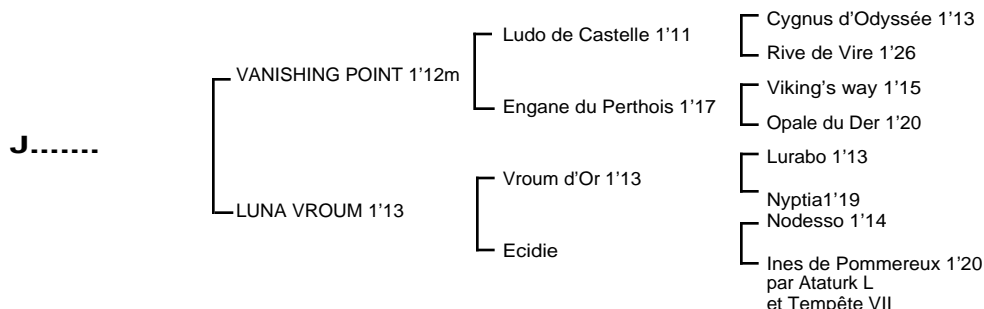 J.......
VANISHING POINT 1’12m
LUNA VROUM 1’13
Ludo de Castelle 1’11
Engane du Perthois 1’17
Vroum d’Or 1’13
Ecidie
Cygnus d’Odyssée 1’13
Rive de Vire 1’26
Viking’s way 1’15
Opale du Der 1’20
Lurabo 1’13
Nyptia1’19
Nodesso 1’14
Ines de Pommereux 1’20
par Ataturk L
et Tempête VII